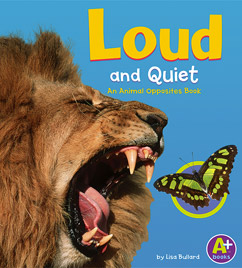 Loud
and Quiet
An Animal Opposites Book
by Lisa Bullard
A+
books